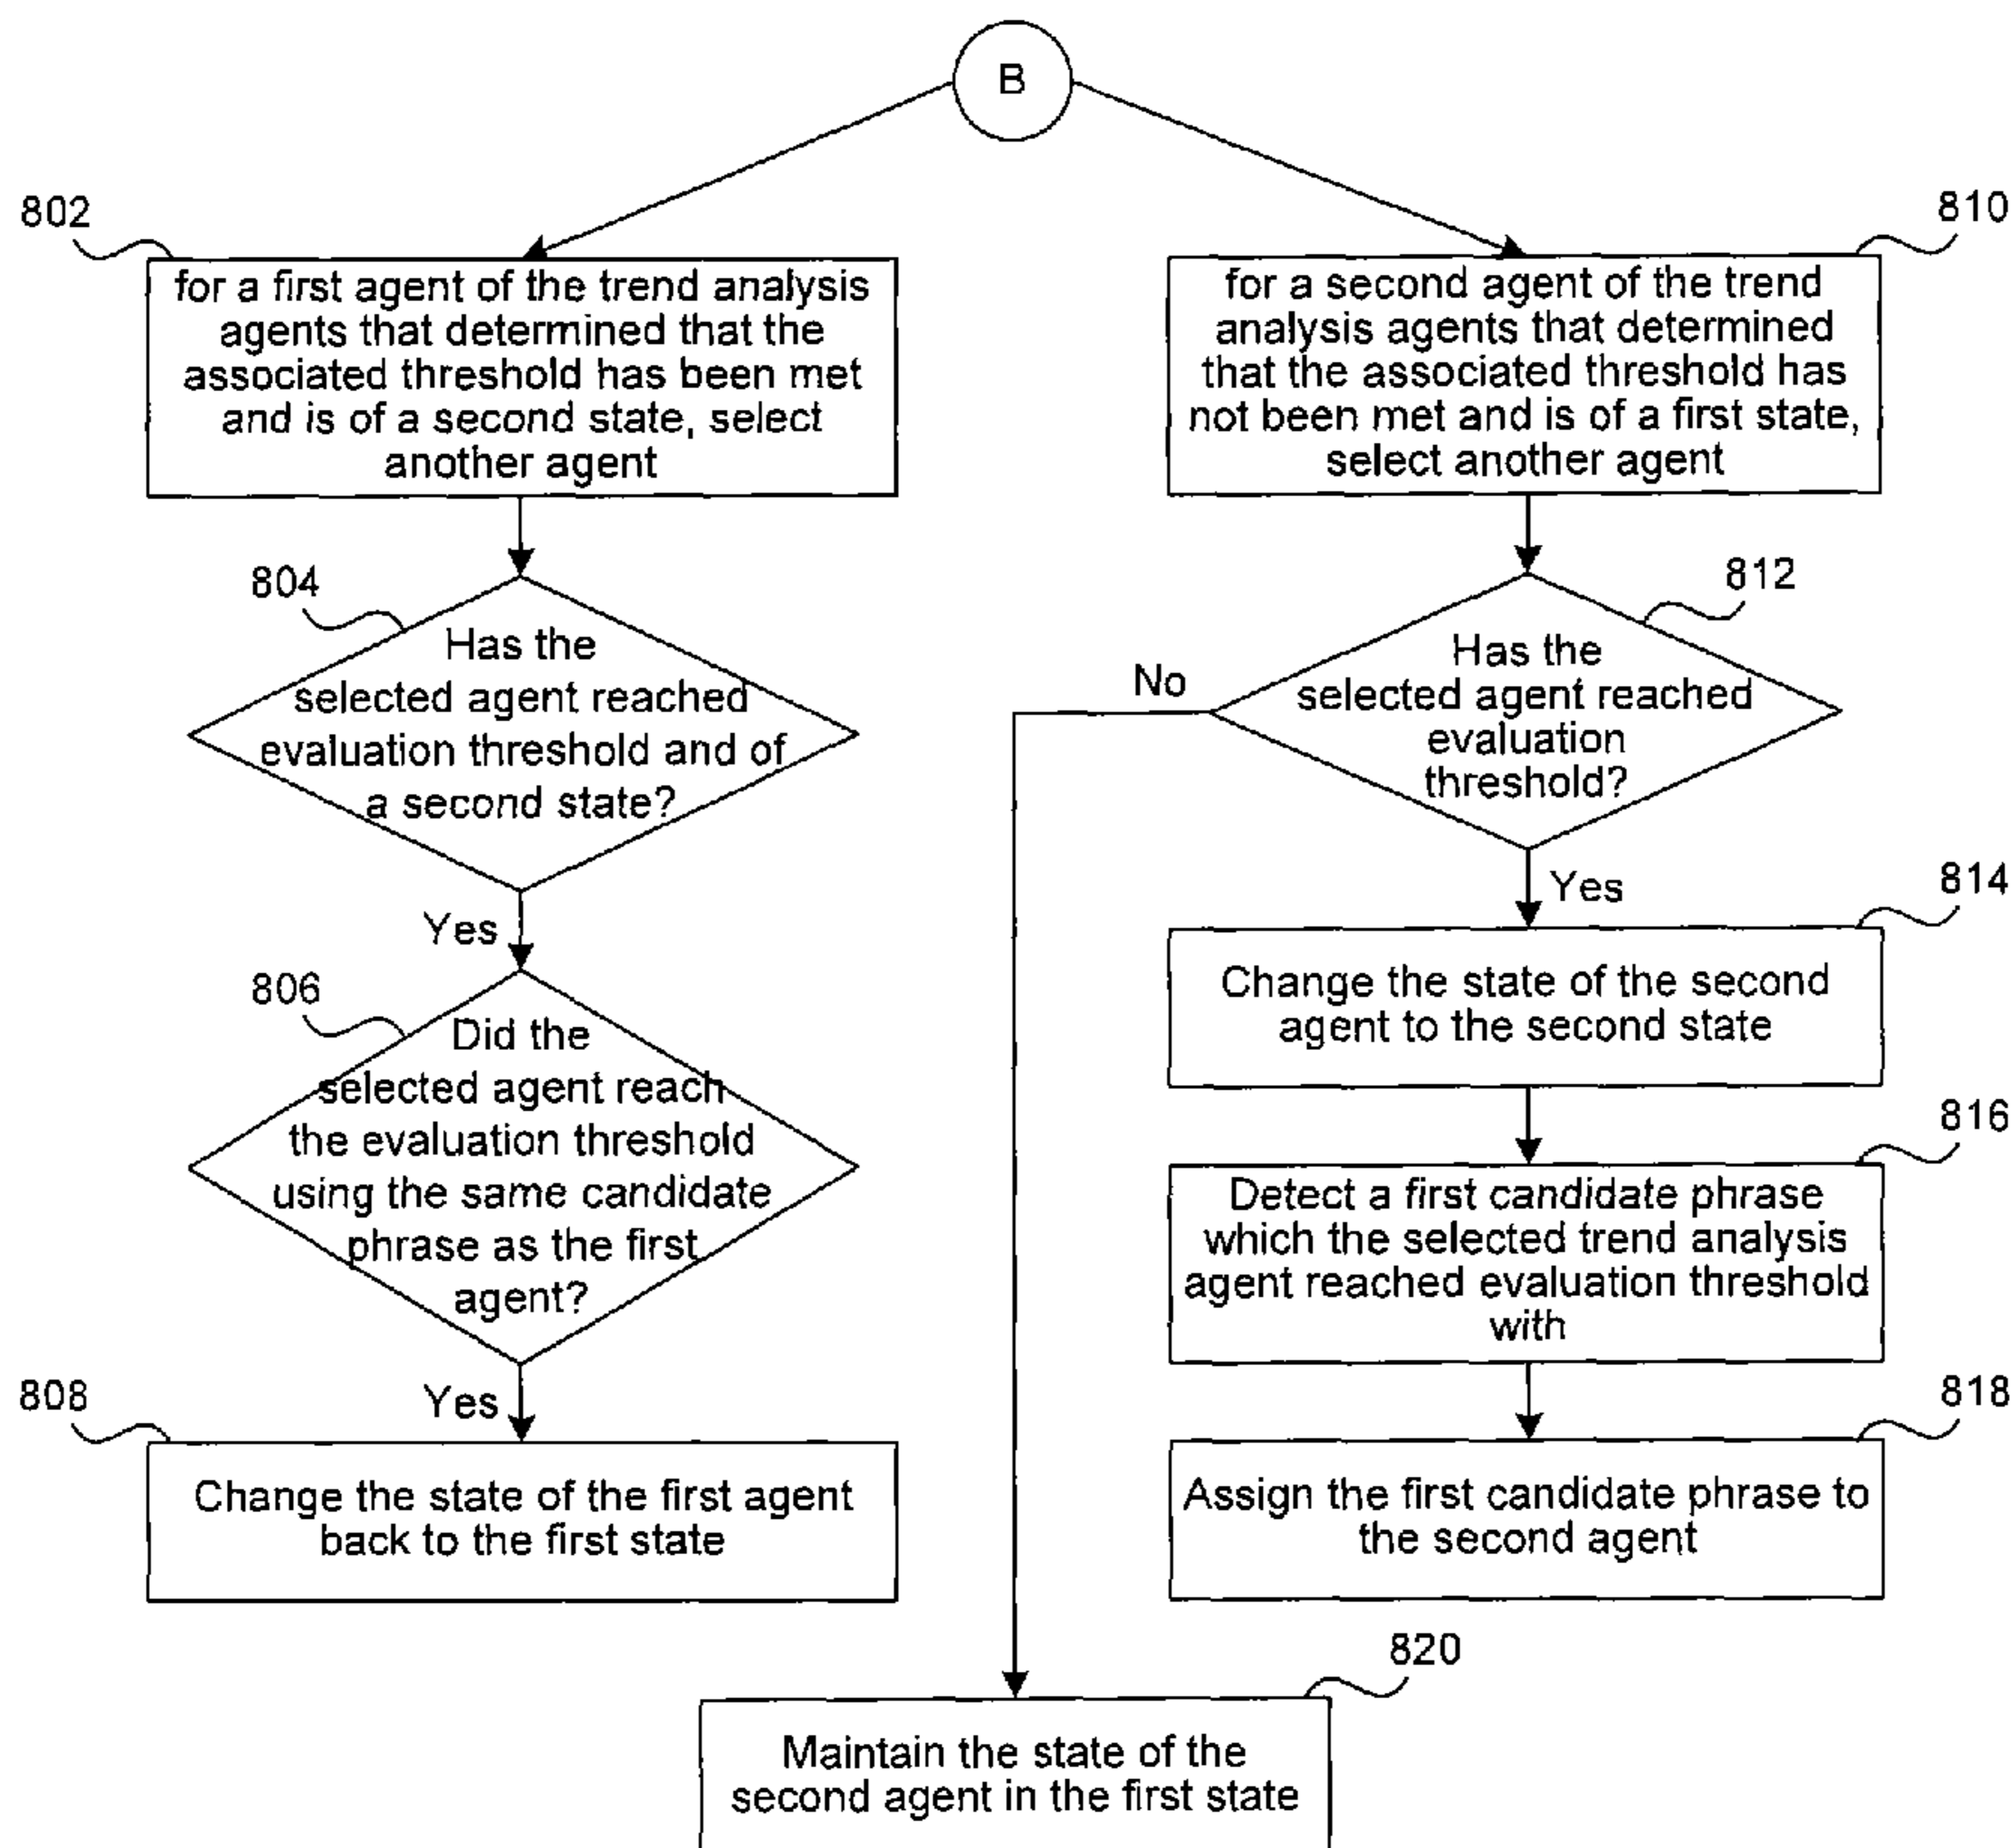 B
802
for a first agent of the trend analysis
agents that determined that the
associated threshold has been met
and is of a second state, select
another agent
810
for a second agent of the trend
analysis agents that determined
that the associated threshold has
not been met and is of a first state,
select another agent
804
Has the
selected agent reached
evaluation threshold and of
a second state?
Yes
812
Has the
selected agent reached
evaluation
threshold?
No
Yes
806
Did the
selected agent reach
the evaluation threshold
using the same candidate
phrase as the first
agent?
Yes
808
Change the state of the first agent
back to the first state
814
Change the state of the second
agent to the second state
816
Detect a first candidate phrase
which the selected trend analysis
agent reached evaluation threshold
with
818
Assign the first candidate phrase to
the second agent
820
Maintain the state of the
second agent in the first state